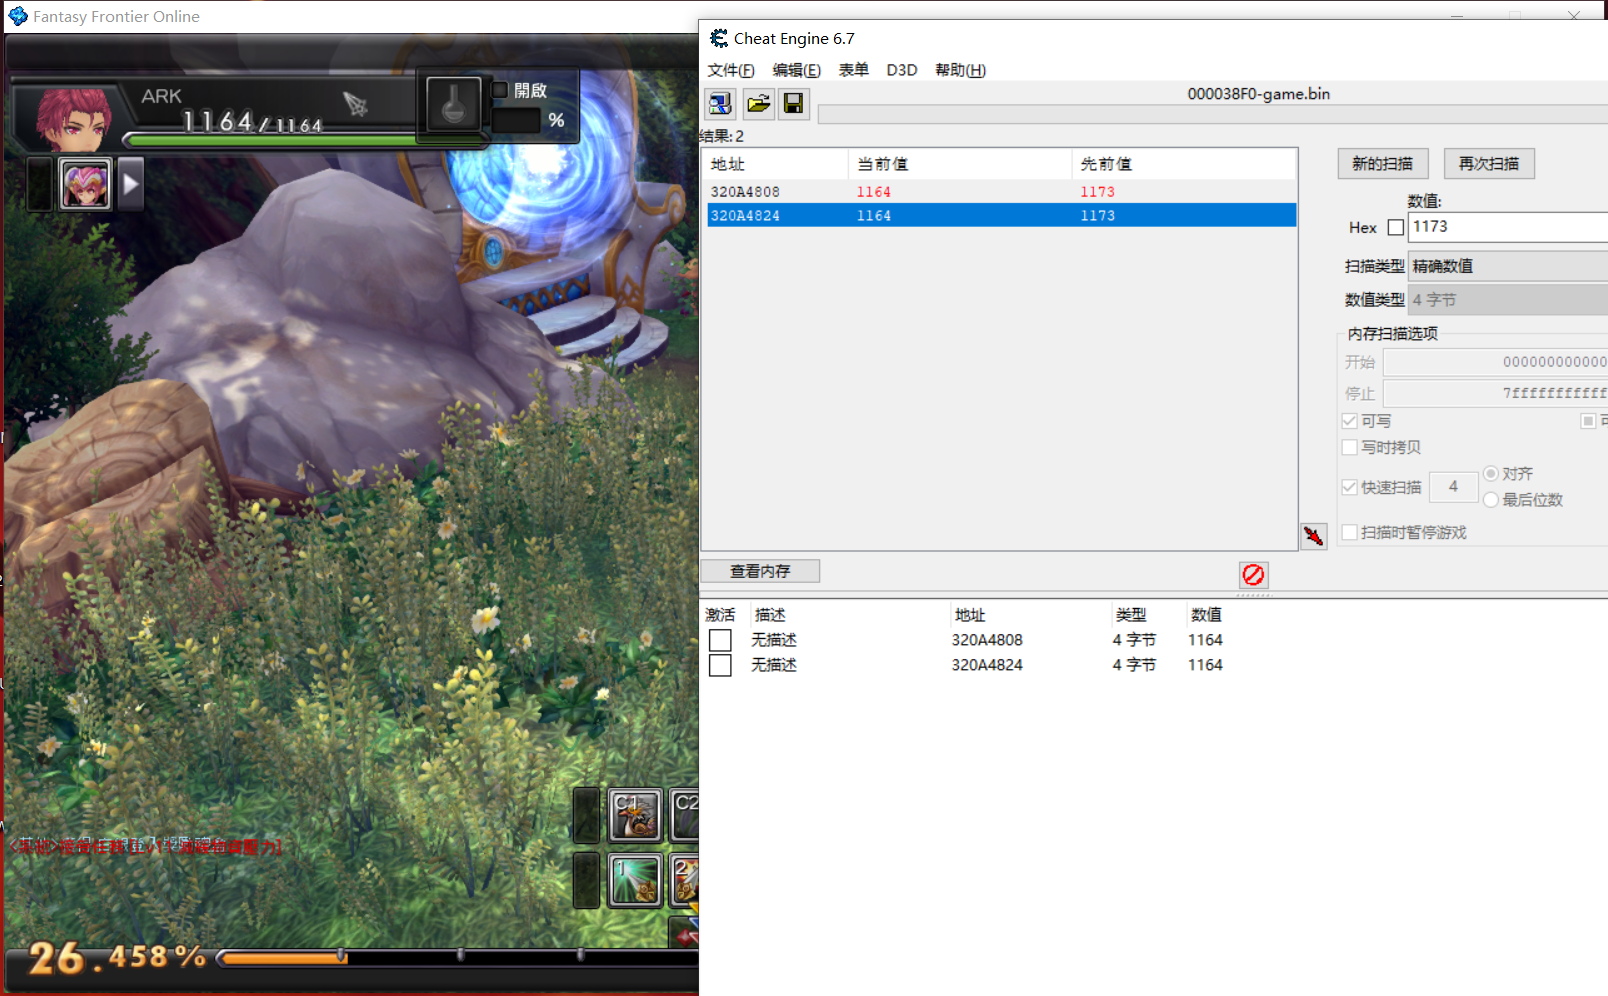 Fantasy Frontier Online
ARK
1164/1164
開啟
%
C1
C2
1
2
26.458%
Cheat Engine 6.7
文件(F) 编辑(E) 表单 D3D 帮助(H)
000038F0-game.bin
结果: 2
地址 当前值 先前值
320A4808 1164 1173
320A4824 1164 1173
新的扫描 再次扫描
数值:
Hex 1173
扫描类型 精确数值
数值类型 4 字节
内存扫描选项
开始 000000000000
停止 7fffffffffff
可写
写时拷贝
快速扫描 4 对齐
最后位数
扫描时暂停游戏
查看内存
激活 描述 地址 类型 数值
无描述 320A4808 4 字节 1164
无描述 320A4824 4 字节 1164